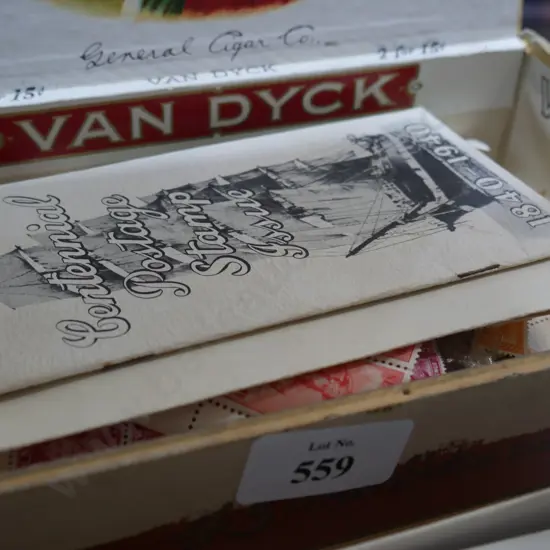 General Cigar Co.
15¢
VAN DYCK
2 for 15¢
VAN DYCK
1840-1940
Centennial
Postage
Stamp
Issue
Lot No.
559